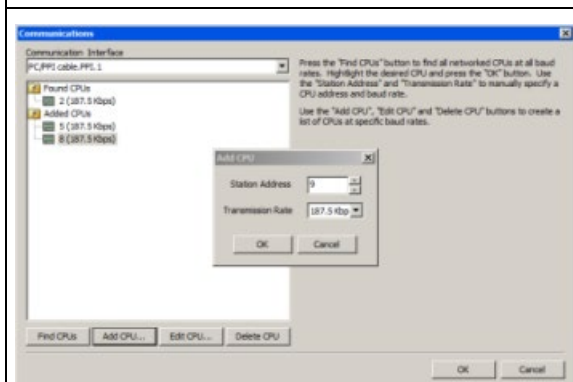 Communications
Communication Interface
PC/PPI cable.PPI.1
Found CPUs
2 (187.5 Kbps)
Added CPUs
5 (187.5 Kbps)
8 (187.5 Kbps)
Press the "Find CPUs" button to find all networked CPUs at all baud
rates. Highlight the desired CPU and press the "OK" button. Use
the "Station Address" and "Transmission Rate" to manually specify a
CPU address and baud rate.
Use the "Add CPU", "Edit CPU" and "Delete CPU" buttons to create a
list of CPUs at specific baud rates.
Add CPU
Station Address
9
Transmission Rate
187.5 Kbp
OK
Cancel
Find CPUs
Add CPU...
Edit CPU...
Delete CPU
OK
Cancel